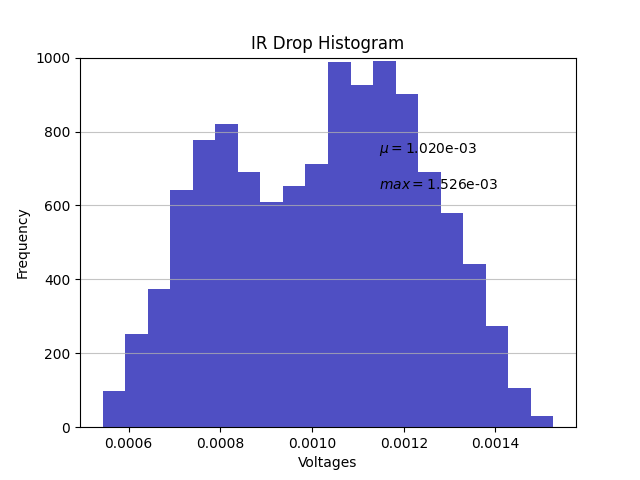 IR Drop Histogram
1000
800
600
400
200
0
Frequency
μ = 1.020e-03
max = 1.526e-03
0.0006 0.0008 0.0010 0.0012 0.0014
Voltages